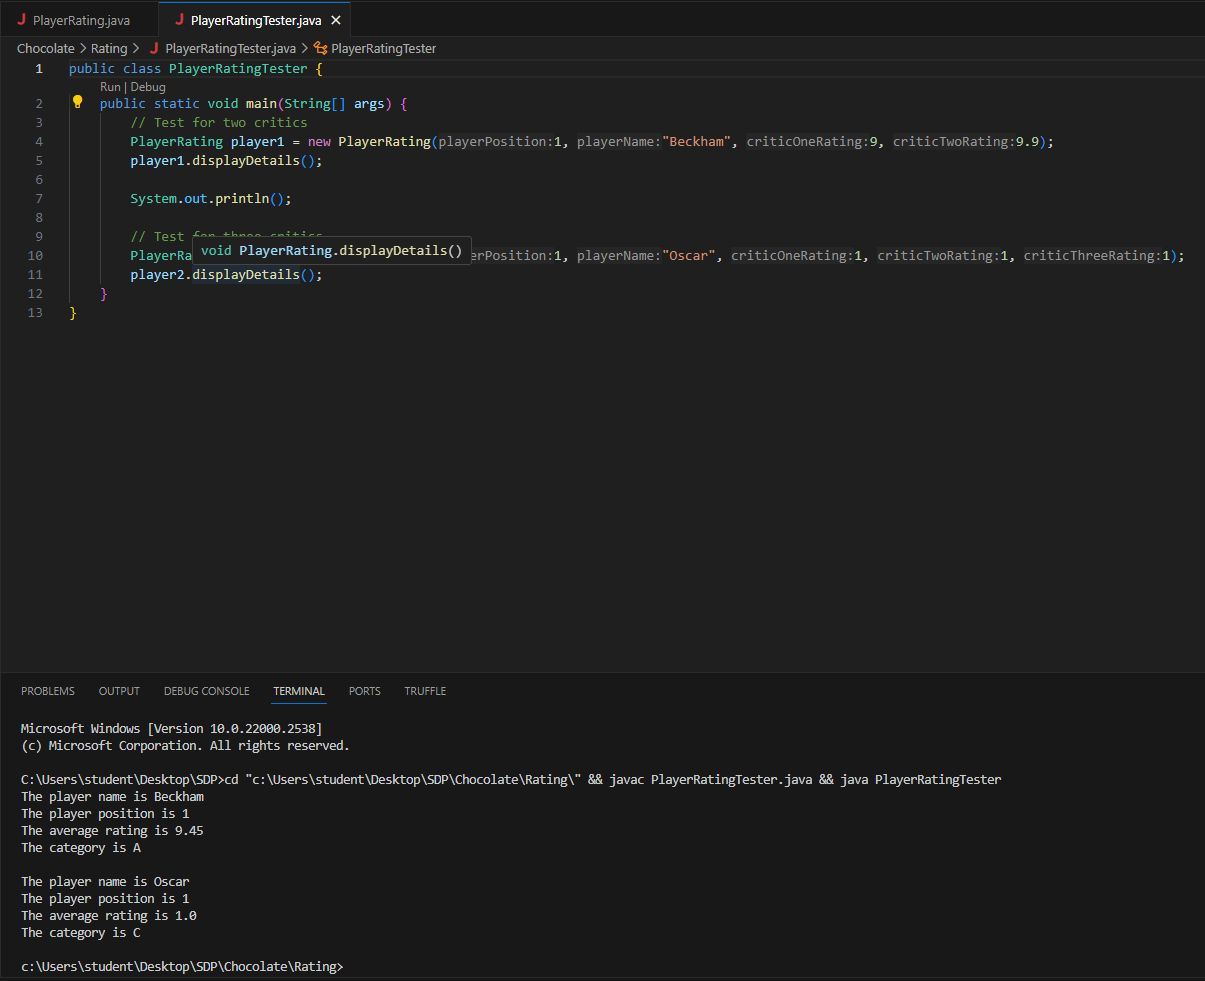 PlayerRating.java
PlayerRatingTester.java
Chocolate > Rating > PlayerRatingTester.java > PlayerRatingTester
1 public class PlayerRatingTester {
Run | Debug
2 public static void main(String[] args) {
3 // Test for two critics
4 PlayerRating player1 = new PlayerRating(playerPosition:1, playerName:"Beckham", criticOneRating:9, criticTwoRating:9.9);
5 player1.displayDetails();
6
7 System.out.println();
8
9 // Test for three critics
void PlayerRating.displayDetails()
10 PlayerRa erPosition:1, playerName:"Oscar", criticOneRating:1, criticTwoRating:1, criticThreeRating:1);
11 player2.displayDetails();
12 }
13 }
PROBLEMS OUTPUT DEBUG CONSOLE TERMINAL PORTS TRUFFLE
Microsoft Windows [Version 10.0.22000.2538]
(c) Microsoft Corporation. All rights reserved.
C:\Users\student\Desktop\SDP>cd "c:\Users\student\Desktop\SDP\Chocolate\Rating\" && javac PlayerRatingTester.java && java PlayerRatingTester
The player name is Beckham
The player position is 1
The average rating is 9.45
The category is A
The player name is Oscar
The player position is 1
The average rating is 1.0
The category is C
c:\Users\student\Desktop\SDP\Chocolate\Rating>